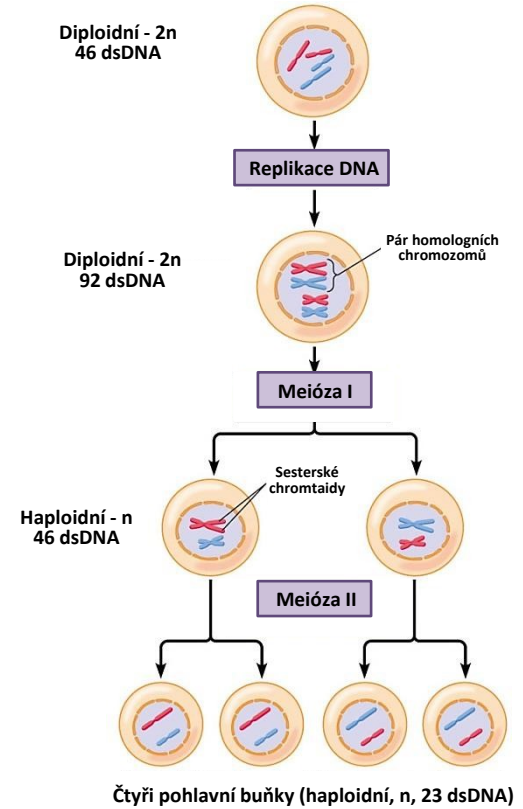 Diploidní - 2n
46 dsDNA
Replikace DNA
Pár homologních
chromozomů
Diploidní - 2n
92 dsDNA
Meióza I
Sesterské
chromtaidy
Haploidní - n
46 dsDNA
Meióza II
Čtyři pohlavní buňky (haploidní, n, 23 dsDNA)